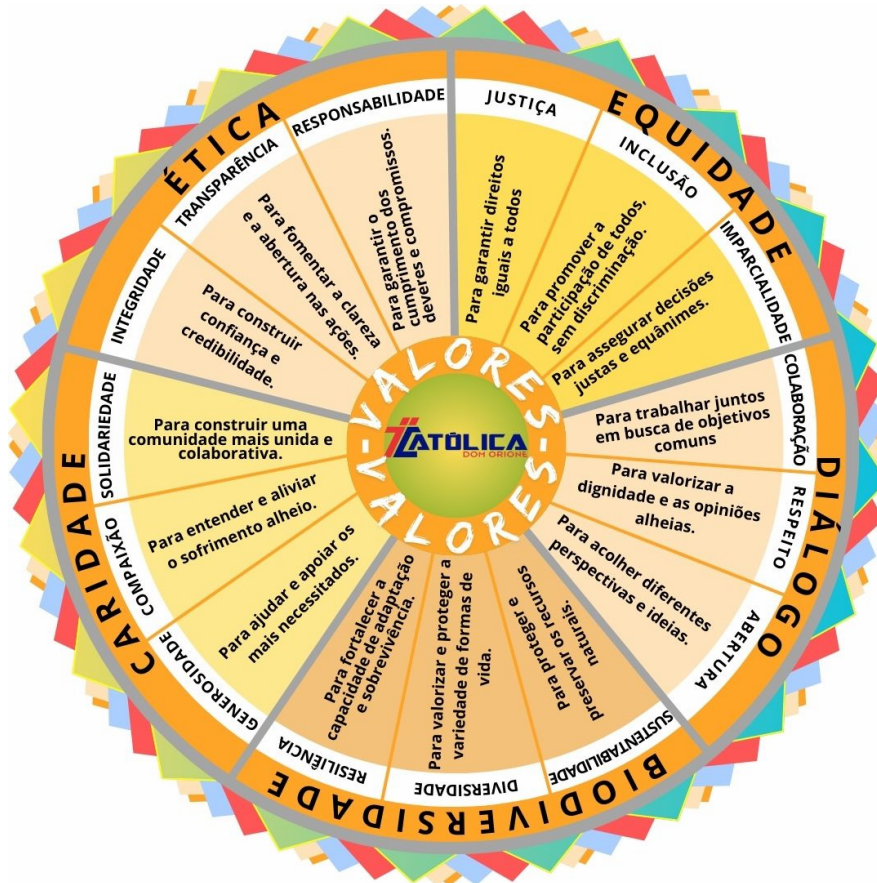 EQUIDADE
JUSTIÇA
Para garantir direitos
iguais a todos
INCLUSÃO
Para promover a
participação de todos,
sem discriminação.
IMPARCIALIDADE
Para assegurar decisões
justas e equânimes.
DIÁLOGO
COLABORAÇÃO
Para trabalhar juntos
em busca de objetivos
comuns
RESPEITO
Para valorizar a
dignidade e as opiniões
alheias.
ABERTURA
Para acolher diferentes
perspectivas e ideias.
BIODIVERSIDADE
SUSTENTABILIDADE
Para proteger e
preservar os recursos
naturais.
DIVERSIDADE
Para valorizar e proteger a
variedade de formas de
vida.
RESILIÊNCIA
Para fortalecer a
capacidade de adaptação
e sobrevivência.
CARIDADE
GENEROSIDADE
Para ajudar e apoiar os
mais necessitados.
COMPAIXÃO
Para entender e aliviar
o sofrimento alheio.
SOLIDARIEDADE
Para construir uma
comunidade mais unida e
colaborativa.
ÉTICA
INTEGRIDADE
Para construir
confiança e
credibilidade.
TRANSPARÊNCIA
Para fomentar a clareza
e a abertura nas ações.
RESPONSABILIDADE
Para garantir o
cumprimento dos
deveres e compromissos.
-VALORES-
VALORES
CATÓLICA
DOM ORIONE